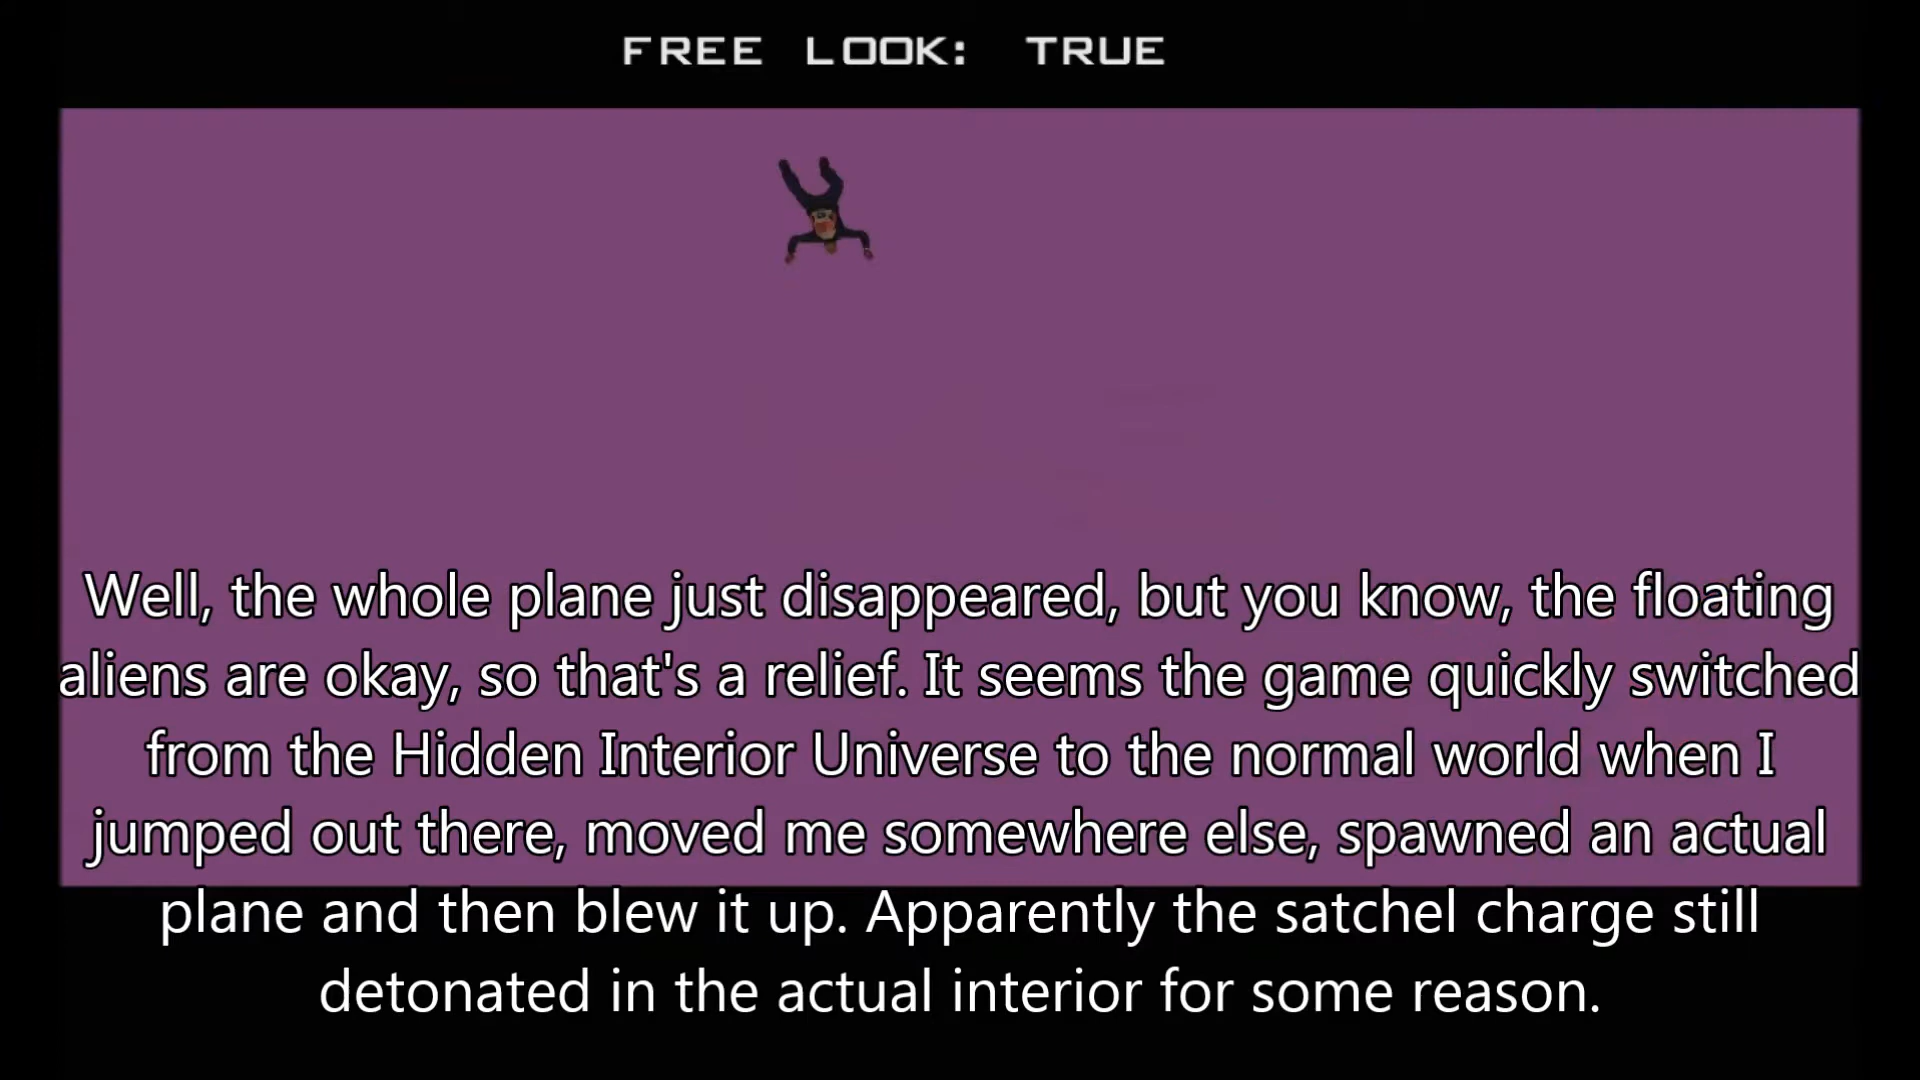 FREE LOOK: TRUE
Well, the whole plane just disappeared, but you know, the floating
aliens are okay, so that's a relief. It seems the game quickly switched
from the Hidden Interior Universe to the normal world when I
jumped out there, moved me somewhere else, spawned an actual
plane and then blew it up. Apparently the satchel charge still
detonated in the actual interior for some reason.